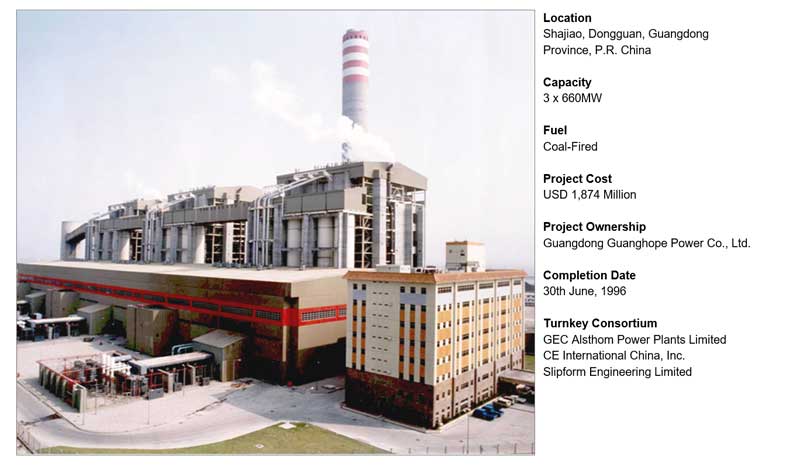 Location
Shajiao, Dongguan, Guangdong
Province, P.R. China
Capacity
3 x 660MW
Fuel
Coal-Fired
Project Cost
USD 1,874 Million
Project Ownership
Guangdong Guanghope Power Co., Ltd.
Completion Date
30th June, 1996
Turnkey Consortium
GEC Alsthom Power Plants Limited
CE International China, Inc.
Slipform Engineering Limited